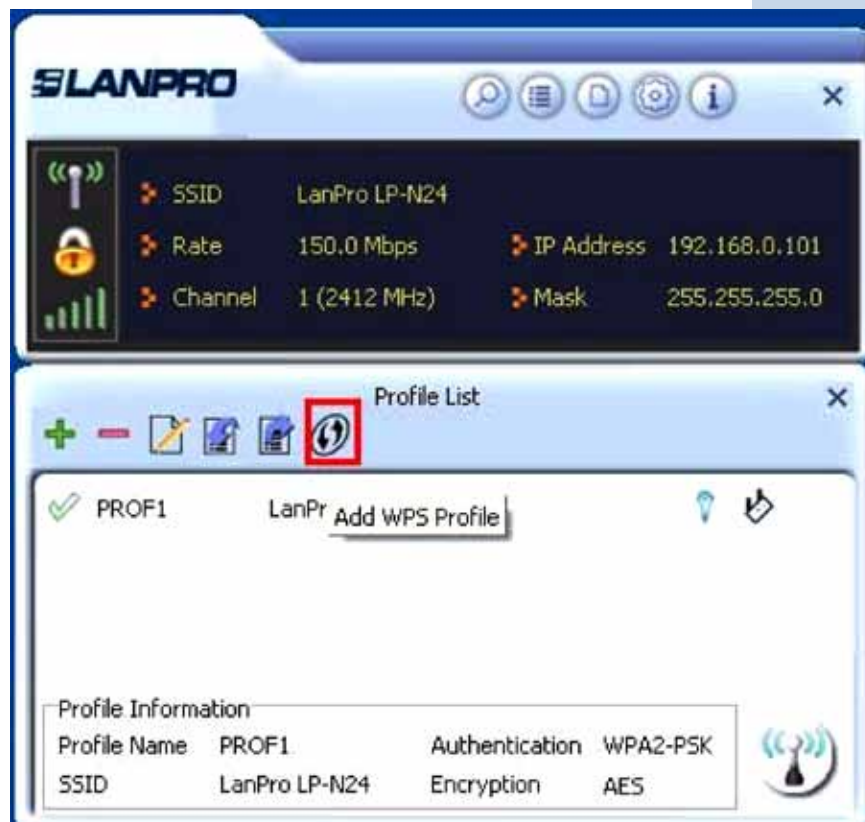 LANPRO
SSID LanPro LP-N24
Rate 150.0 Mbps IP Address 192.168.0.101
Channel 1 (2412 MHz) Mask 255.255.255.0
Profile List
PROF1 LanPr
Add WPS Profile
Profile Information
Profile Name PROF1 Authentication WPA2-PSK
SSID LanPro LP-N24 Encryption AES